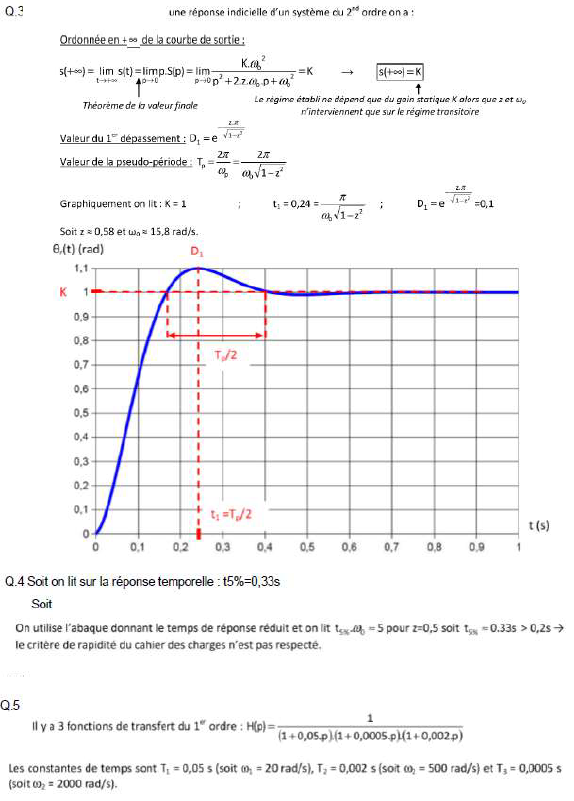 Q.3
une réponse indicielle d'un système du 2nd ordre on a :
Ordonnée en +∞ de la courbe de sortie :
s(+∞) = lim s(t) = lim p.S(p) = lim K.ω₀² / (p² + 2.z.ω₀.p + ω₀²) = K → s(+∞) = K
t→+∞ p→0 p→0
Théorème de la valeur finale
Le régime établi ne dépend que du gain statique K alors que z et ω₀
n'interviennent que sur le régime transitoire
Valeur du 1er dépassement : D₁ = e^(-z.π/√(1-z²))
Valeur de la pseudo-période : Tp = 2π/ωp = 2π/(ω₀√(1-z²))
Graphiquement on lit : K = 1 ; t₁ = 0,24 = π/(ω₀√(1-z²)) ; D₁ = e^(-z.π/√(1-z²)) =0,1
Soit z ≈ 0,58 et ω₀ ≈ 15,8 rad/s.
θᵣ(t) (rad)
D₁
1,1
K 1
0,9
0,8
0,7
Tₚ/2
0,6
0,5
0,4
0,3
0,2
0,1
t₁ =Tₚ/2
t (s)
0
0 0,1 0,2 0,3 0,4 0,5 0,6 0,7 0,8 0,9 1
Q.4 Soit on lit sur la réponse temporelle : t5%=0,33s
Soit
On utilise l'abaque donnant le temps de réponse réduit et on lit t5%.ω₀ = 5 pour z=0,5 soit t5% = 0.33s > 0,2s →
le critère de rapidité du cahier des charges n'est pas respecté.
Q.5
Il y a 3 fonctions de transfert du 1er ordre : H(p) = 1 / ((1+0,05.p).(1+0,0005.p).(1+0,002.p))
Les constantes de temps sont T₁ = 0,05 s (soit ω₁ = 20 rad/s), T₂ = 0,002 s (soit ω₂ = 500 rad/s) et T₃ = 0,0005 s
(soit ω₂ = 2000 rad/s).